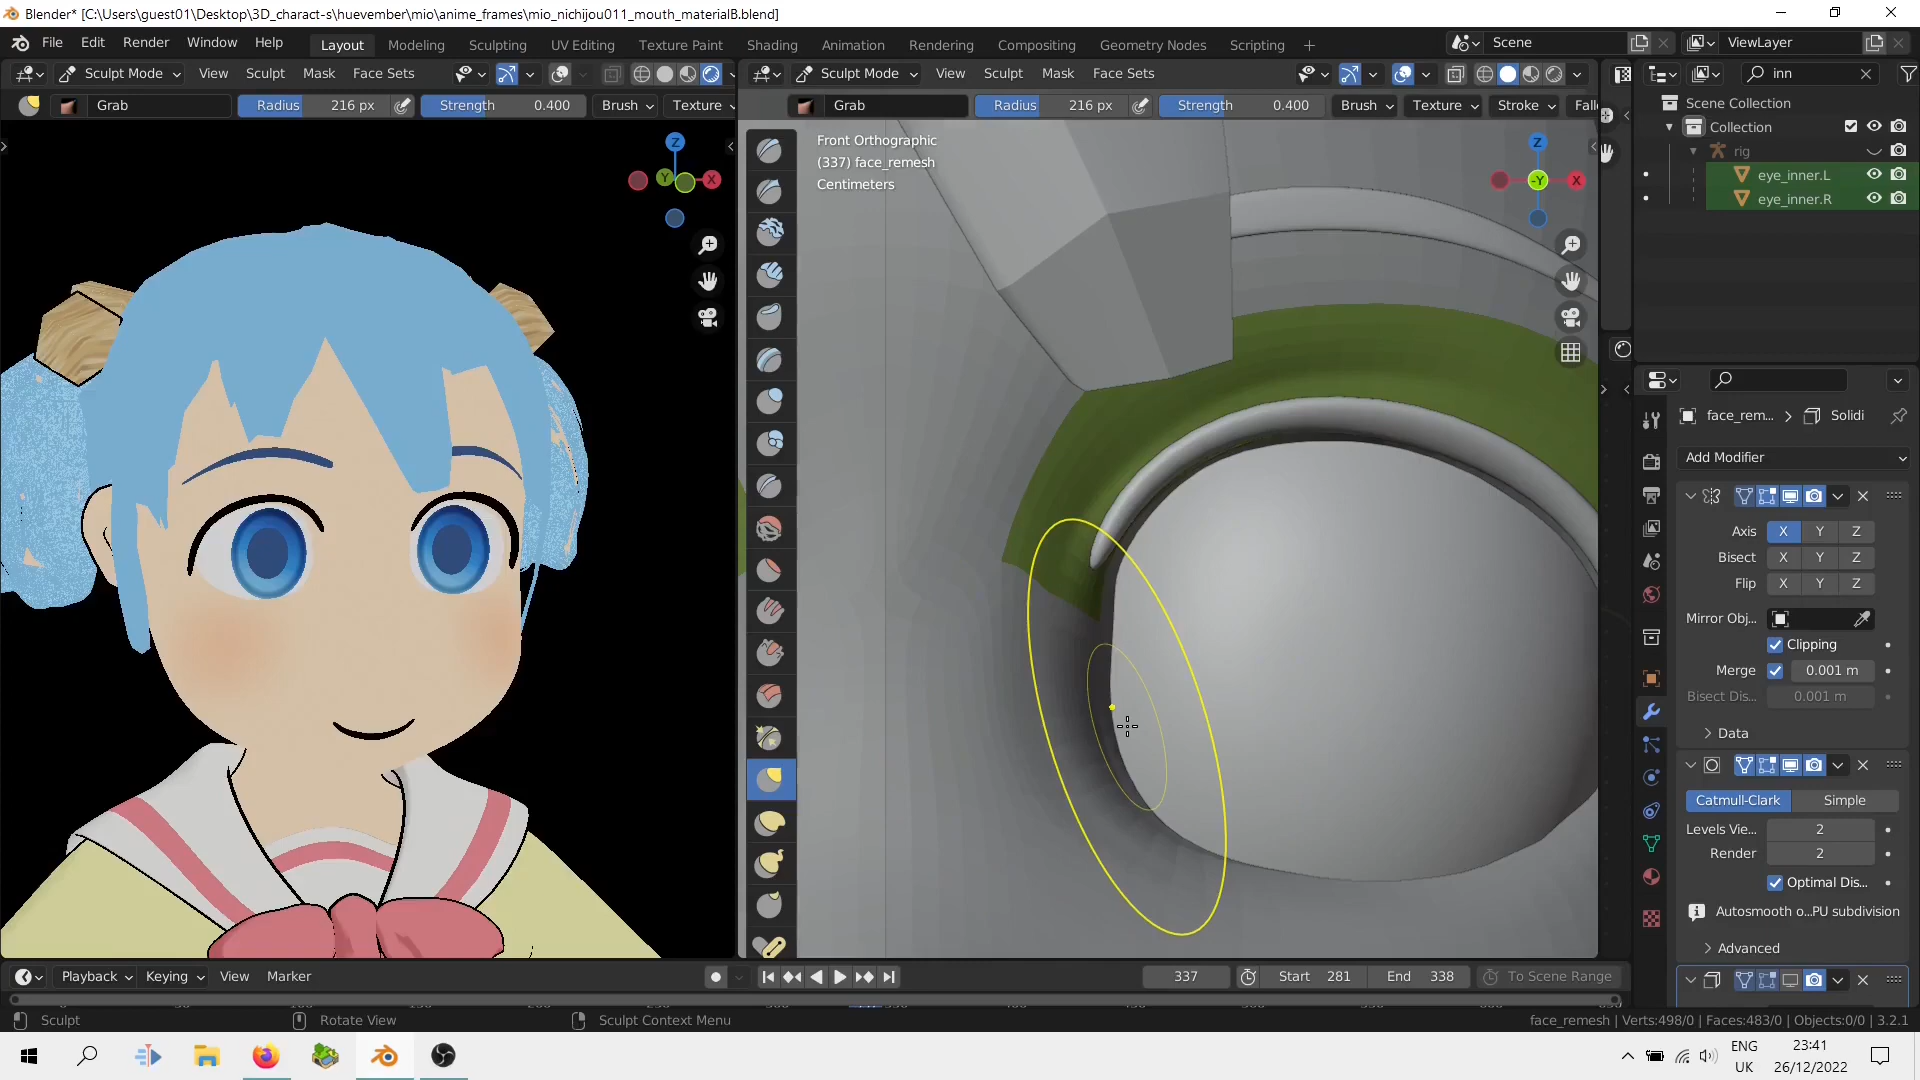 Blender* [C:\Users\guest01\Desktop\3D_charact-s\huevember\mio\anime_frames\mio_nichijou011_mouth_materialB.blend]
File Edit Render Window Help Layout Modeling Sculpting UV Editing Texture Paint Shading Animation Rendering Compositing Geometry Nodes Scripting + Scene ViewLayer
Sculpt Mode View Sculpt Mask Face Sets Sculpt Mode View Sculpt Mask Face Sets inn
Grab Radius 216 px Strength 0.400 Brush Texture Grab Radius 216 px Strength 0.400 Brush Texture Stroke Fall
Scene Collection
Collection
rig
eye_inner.L
eye_inner.R
Z
Y X
Front Orthographic
(337) face_remesh
Centimeters
Z
-Y X
face_rem... Solidi
Add Modifier
Axis X Y Z
Bisect X Y Z
Flip X Y Z
Mirror Obj...
Clipping
Merge 0.001 m
Bisect Dis... 0.001 m
Data
Catmull-Clark Simple
Levels Vie... 2
Render 2
Optimal Dis...
Autosmooth o...PU subdivision
Advanced
Playback Keying View Marker 337 Start 281 End 338 To Scene Range
Sculpt Rotate View Sculpt Context Menu face_remesh | Verts:498/0 | Faces:483/0 | Objects:0/0 | 3.2.1
ENG
UK
23:41
26/12/2022